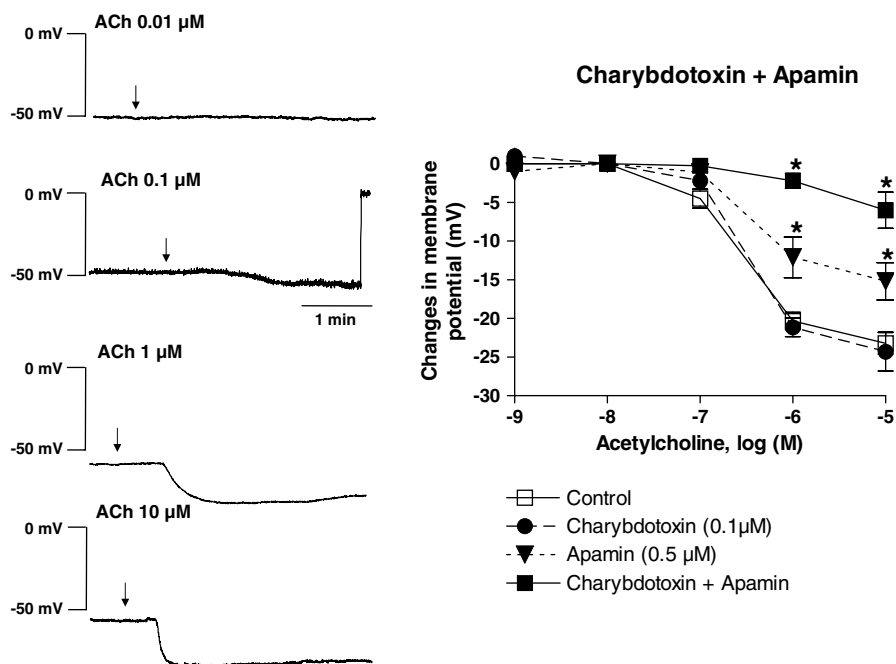 ACh 0.01 µM
0 mV
-50 mV
ACh 0.1 µM
0 mV
-50 mV
1 min
ACh 1 µM
0 mV
-50 mV
ACh 10 µM
0 mV
-50 mV
Charybdotoxin + Apamin
Changes in membrane
potential (mV)
0
-5
-10
-15
-20
-25
-30
* *
* *
-9 -8 -7 -6 -5
Acetylcholine, log (M)
Control
Charybdotoxin (0.1µM)
Apamin (0.5 µM)
Charybdotoxin + Apamin